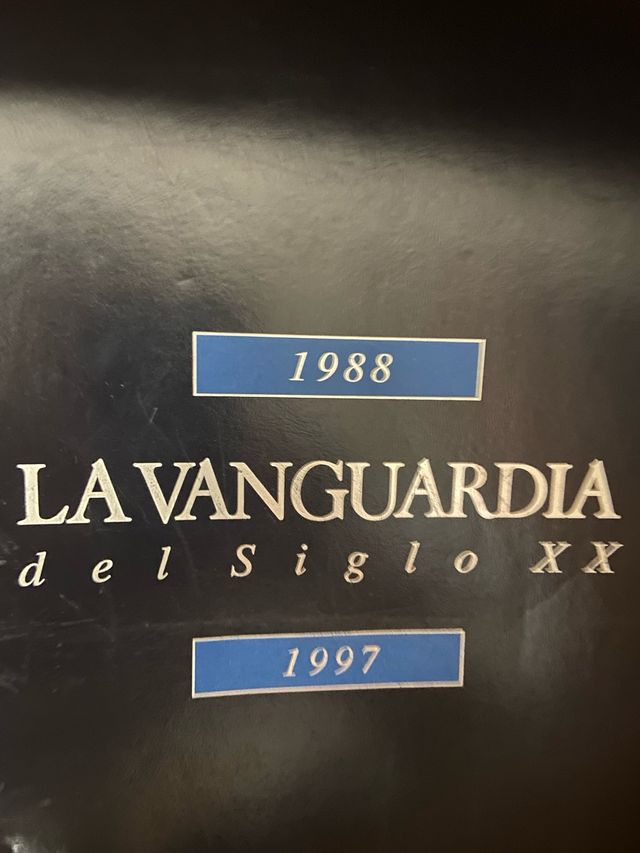 1988
LA VANGUARDIA
del Siglo XX
1997